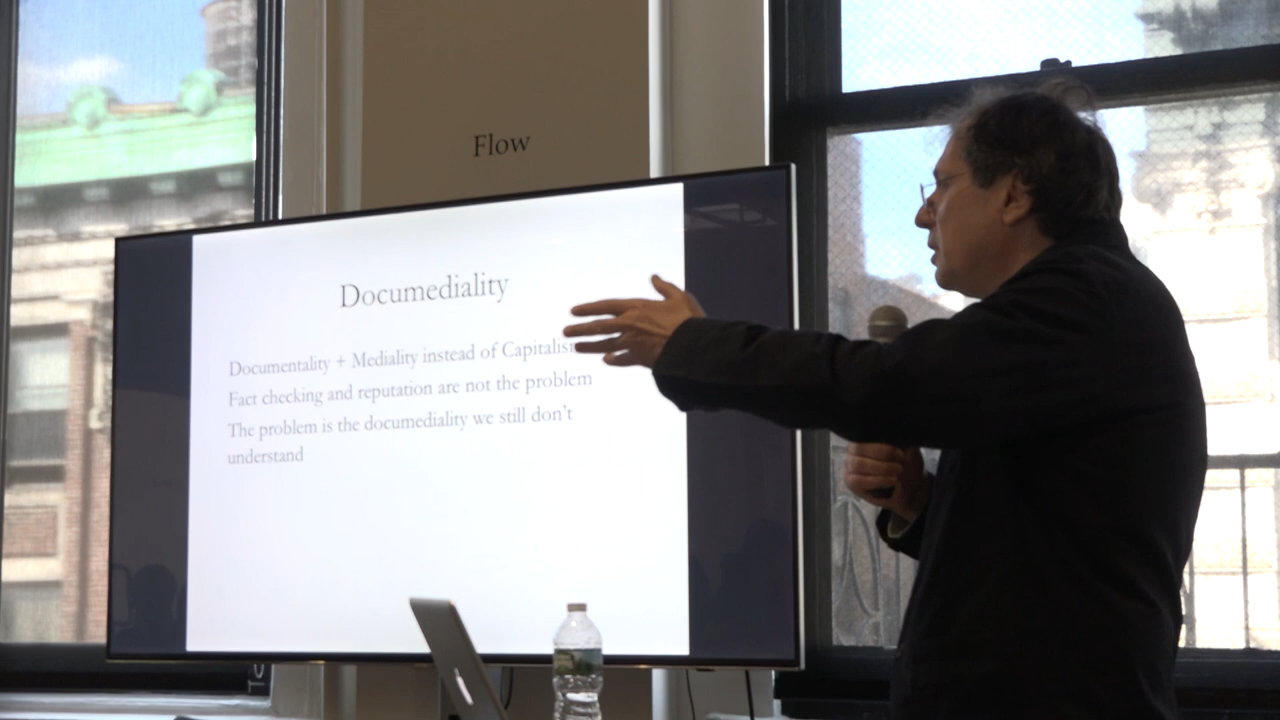 Flow
Documediality
Documentality + Mediality instead of Capitalis
Fact checking and reputation are not the problem
The problem is the documediality we still don't
understand